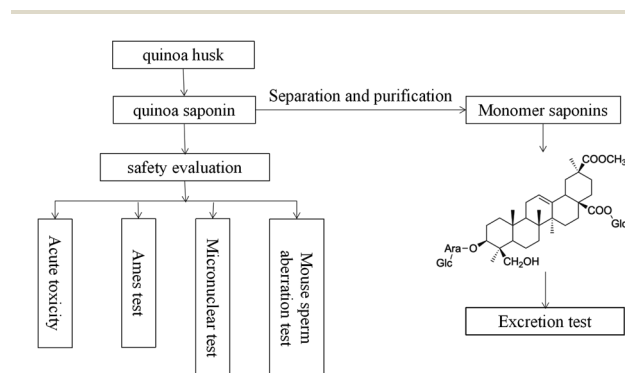 quinoa husk
quinoa saponin
Separation and purification
Monomer saponins
safety evaluation
COOCH3
COO
Glc
Ara
O
Glc
CH2OH
Acute toxicity
Ames test
Micronuclear test
Mouse sperm
aberration test
Excretion test